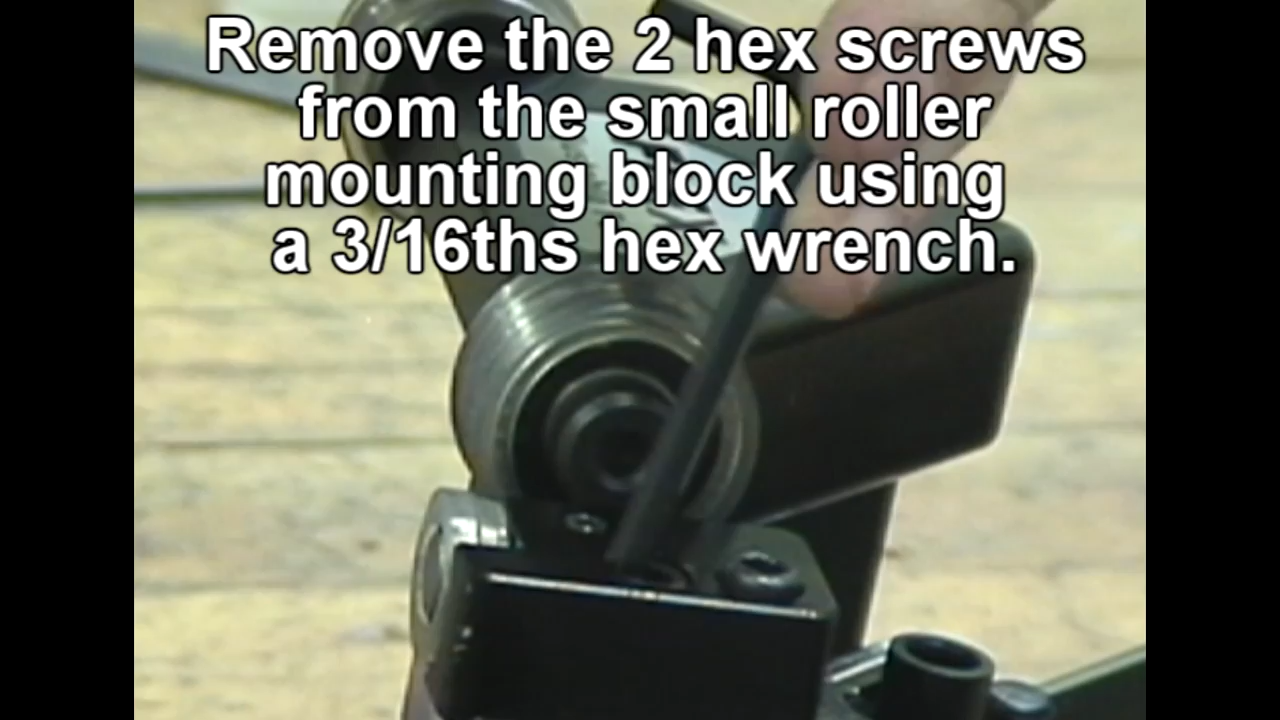 Remove the 2 hex screws
from the small roller
mounting block using
a 3/16ths hex wrench.